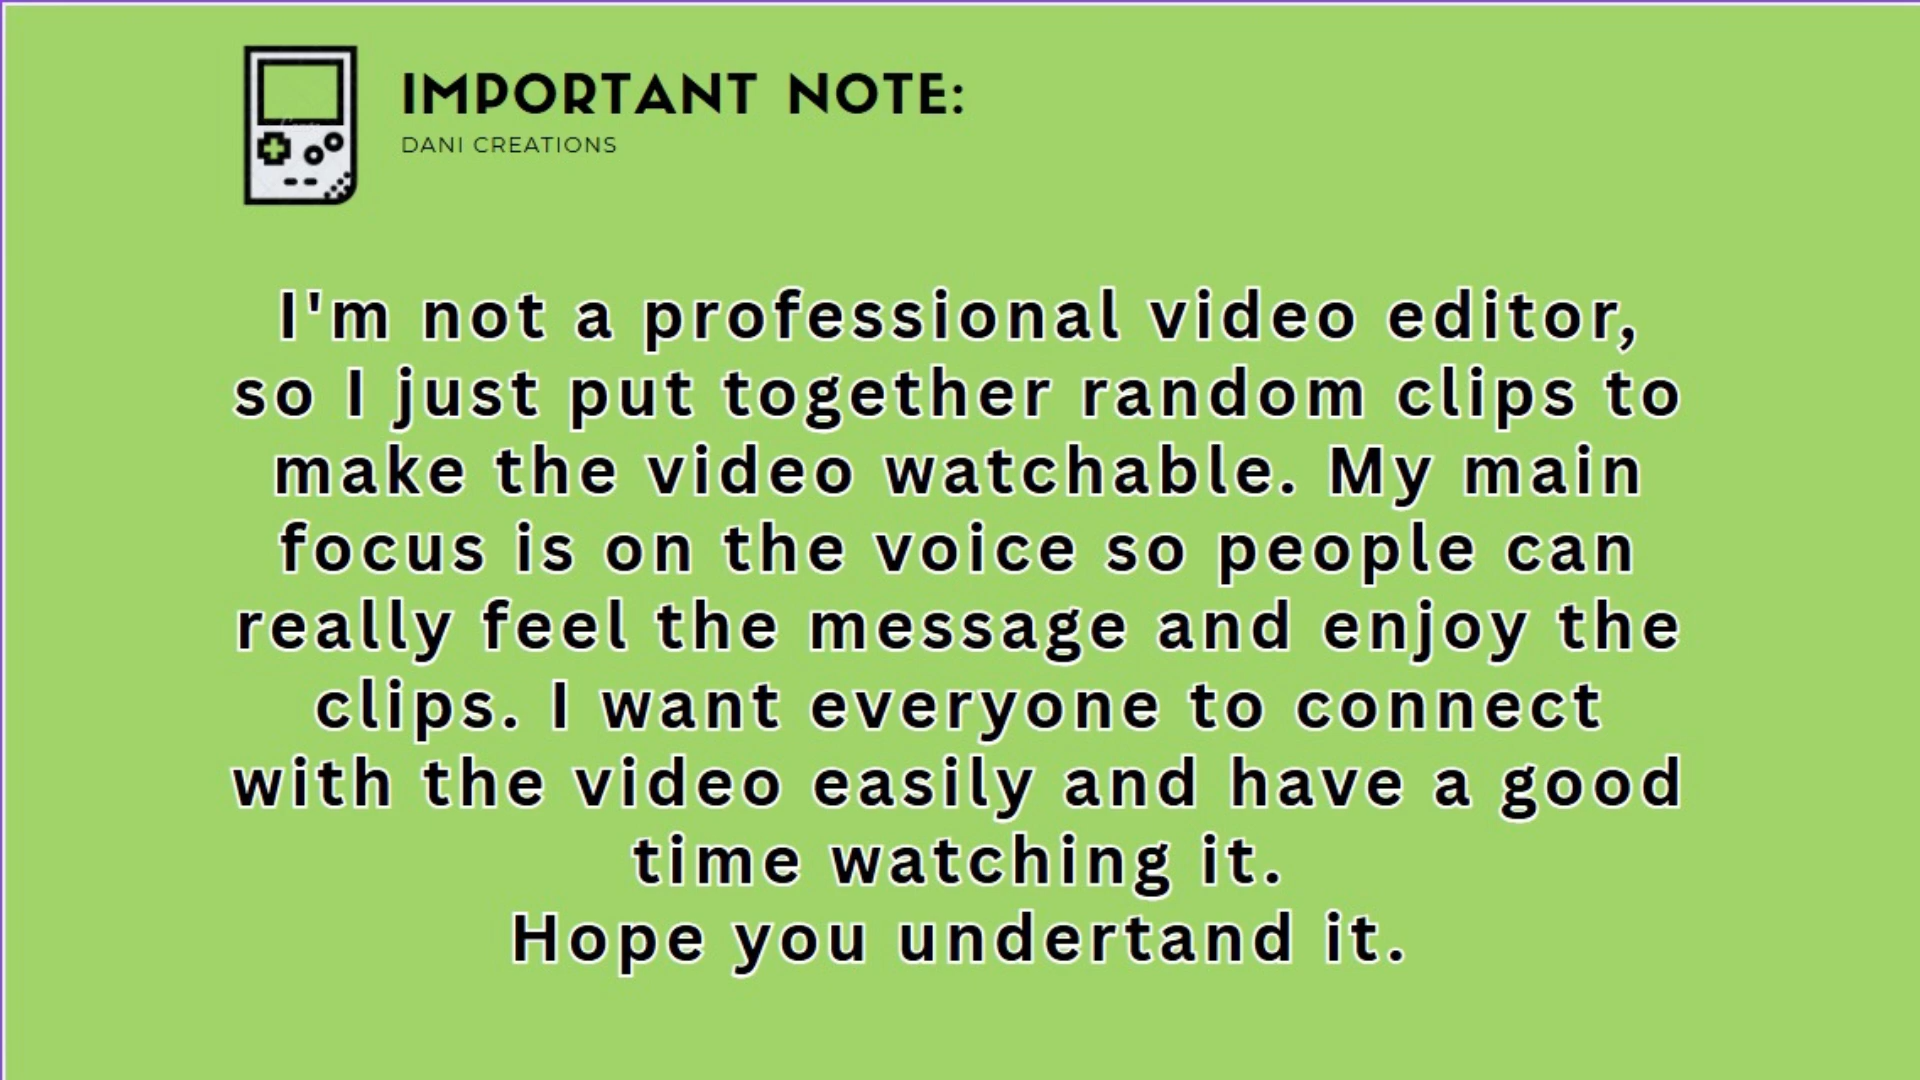 IMPORTANT NOTE:
DANI CREATIONS
I'm not a professional video editor,
so I just put together random clips to
make the video watchable. My main
focus is on the voice so people can
really feel the message and enjoy the
clips. I want everyone to connect
with the video easily and have a good
time watching it.
Hope you undertand it.